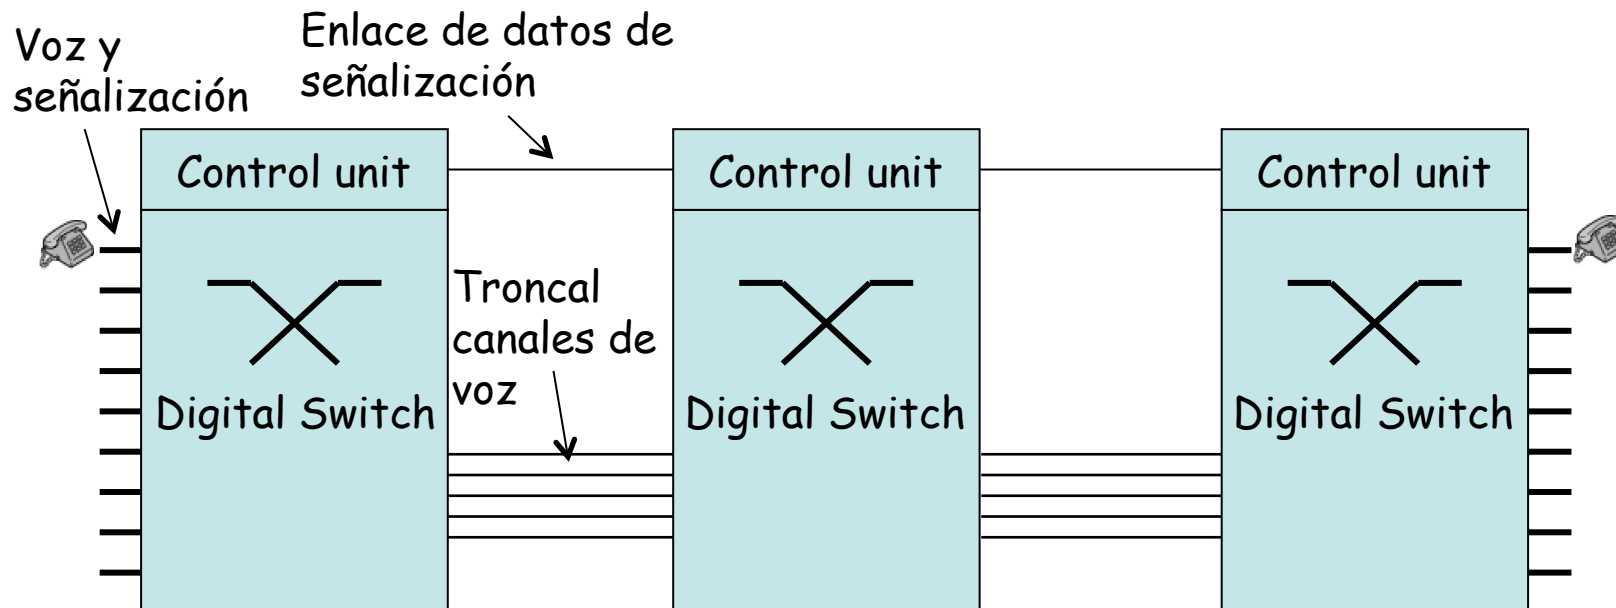 Voz y
señalización
Enlace de datos de
señalización
Control unit
Control unit
Control unit
Troncal
canales de
voz
Digital Switch
Digital Switch
Digital Switch